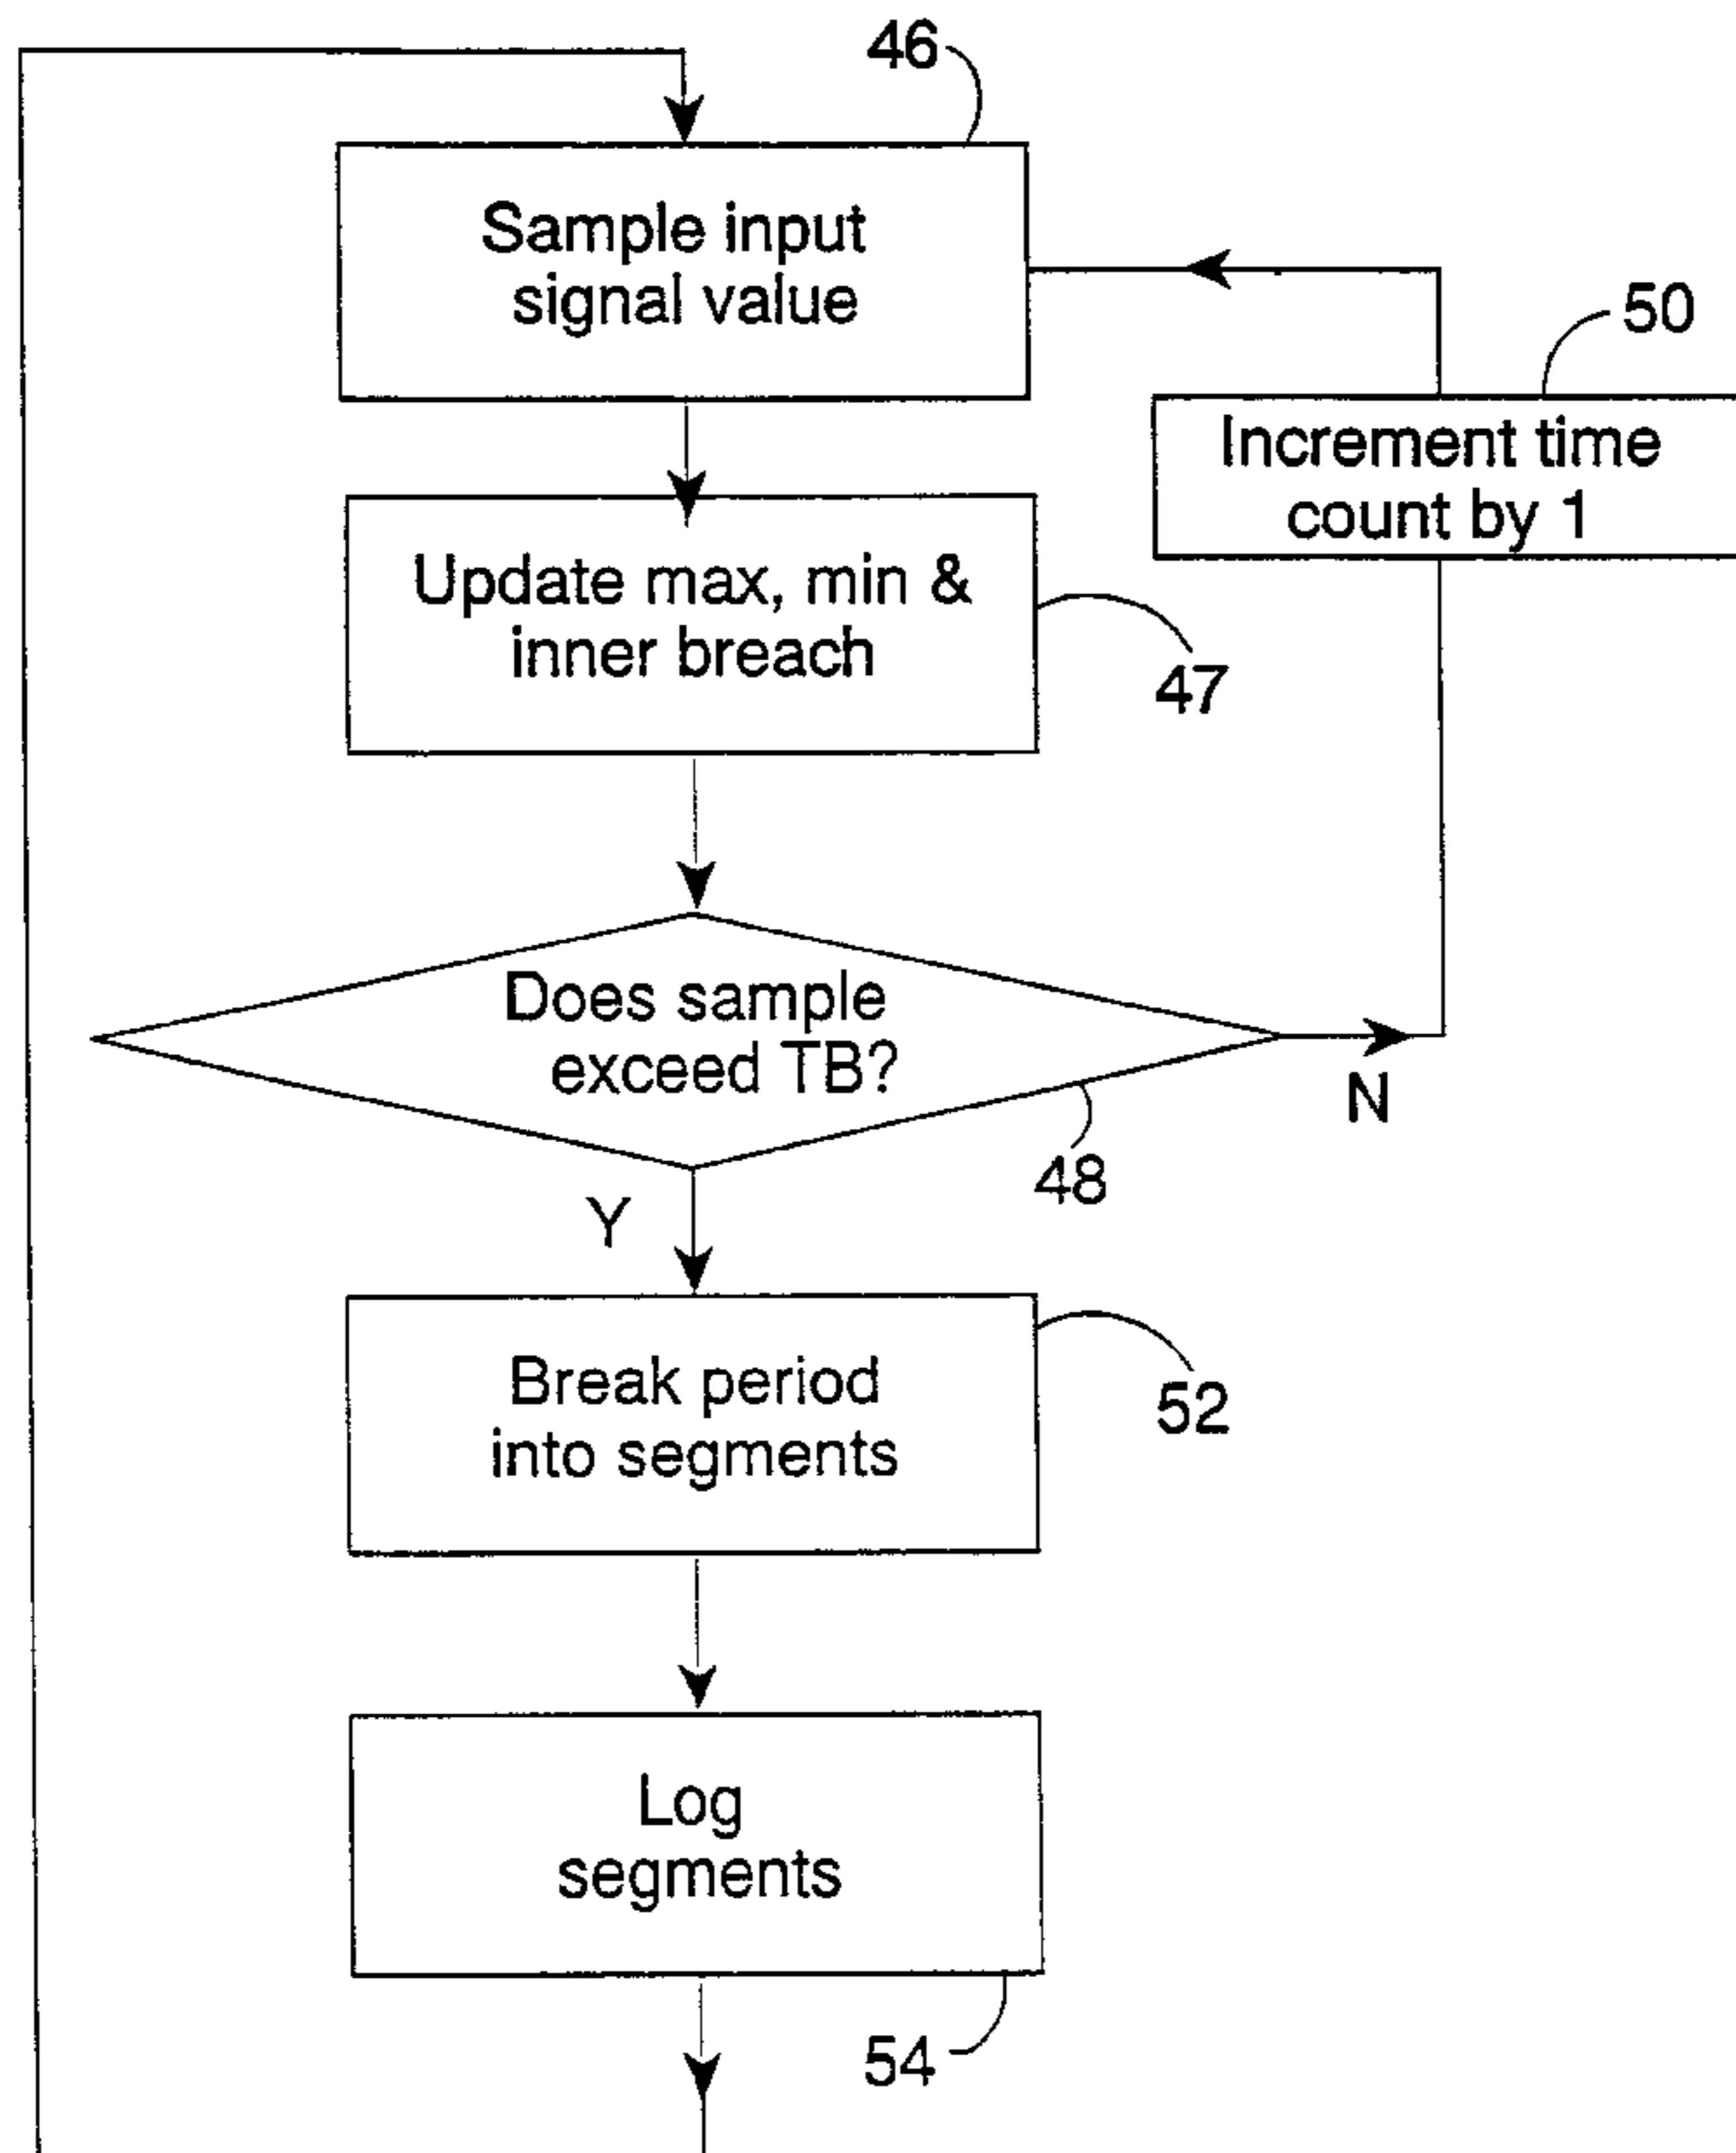 46
Sample input
signal value
50
Increment time
count by 1
Update max, min &
inner breach
47
Does sample
exceed TB?
N
48
Y
Break period
into segments
52
Log
segments
54